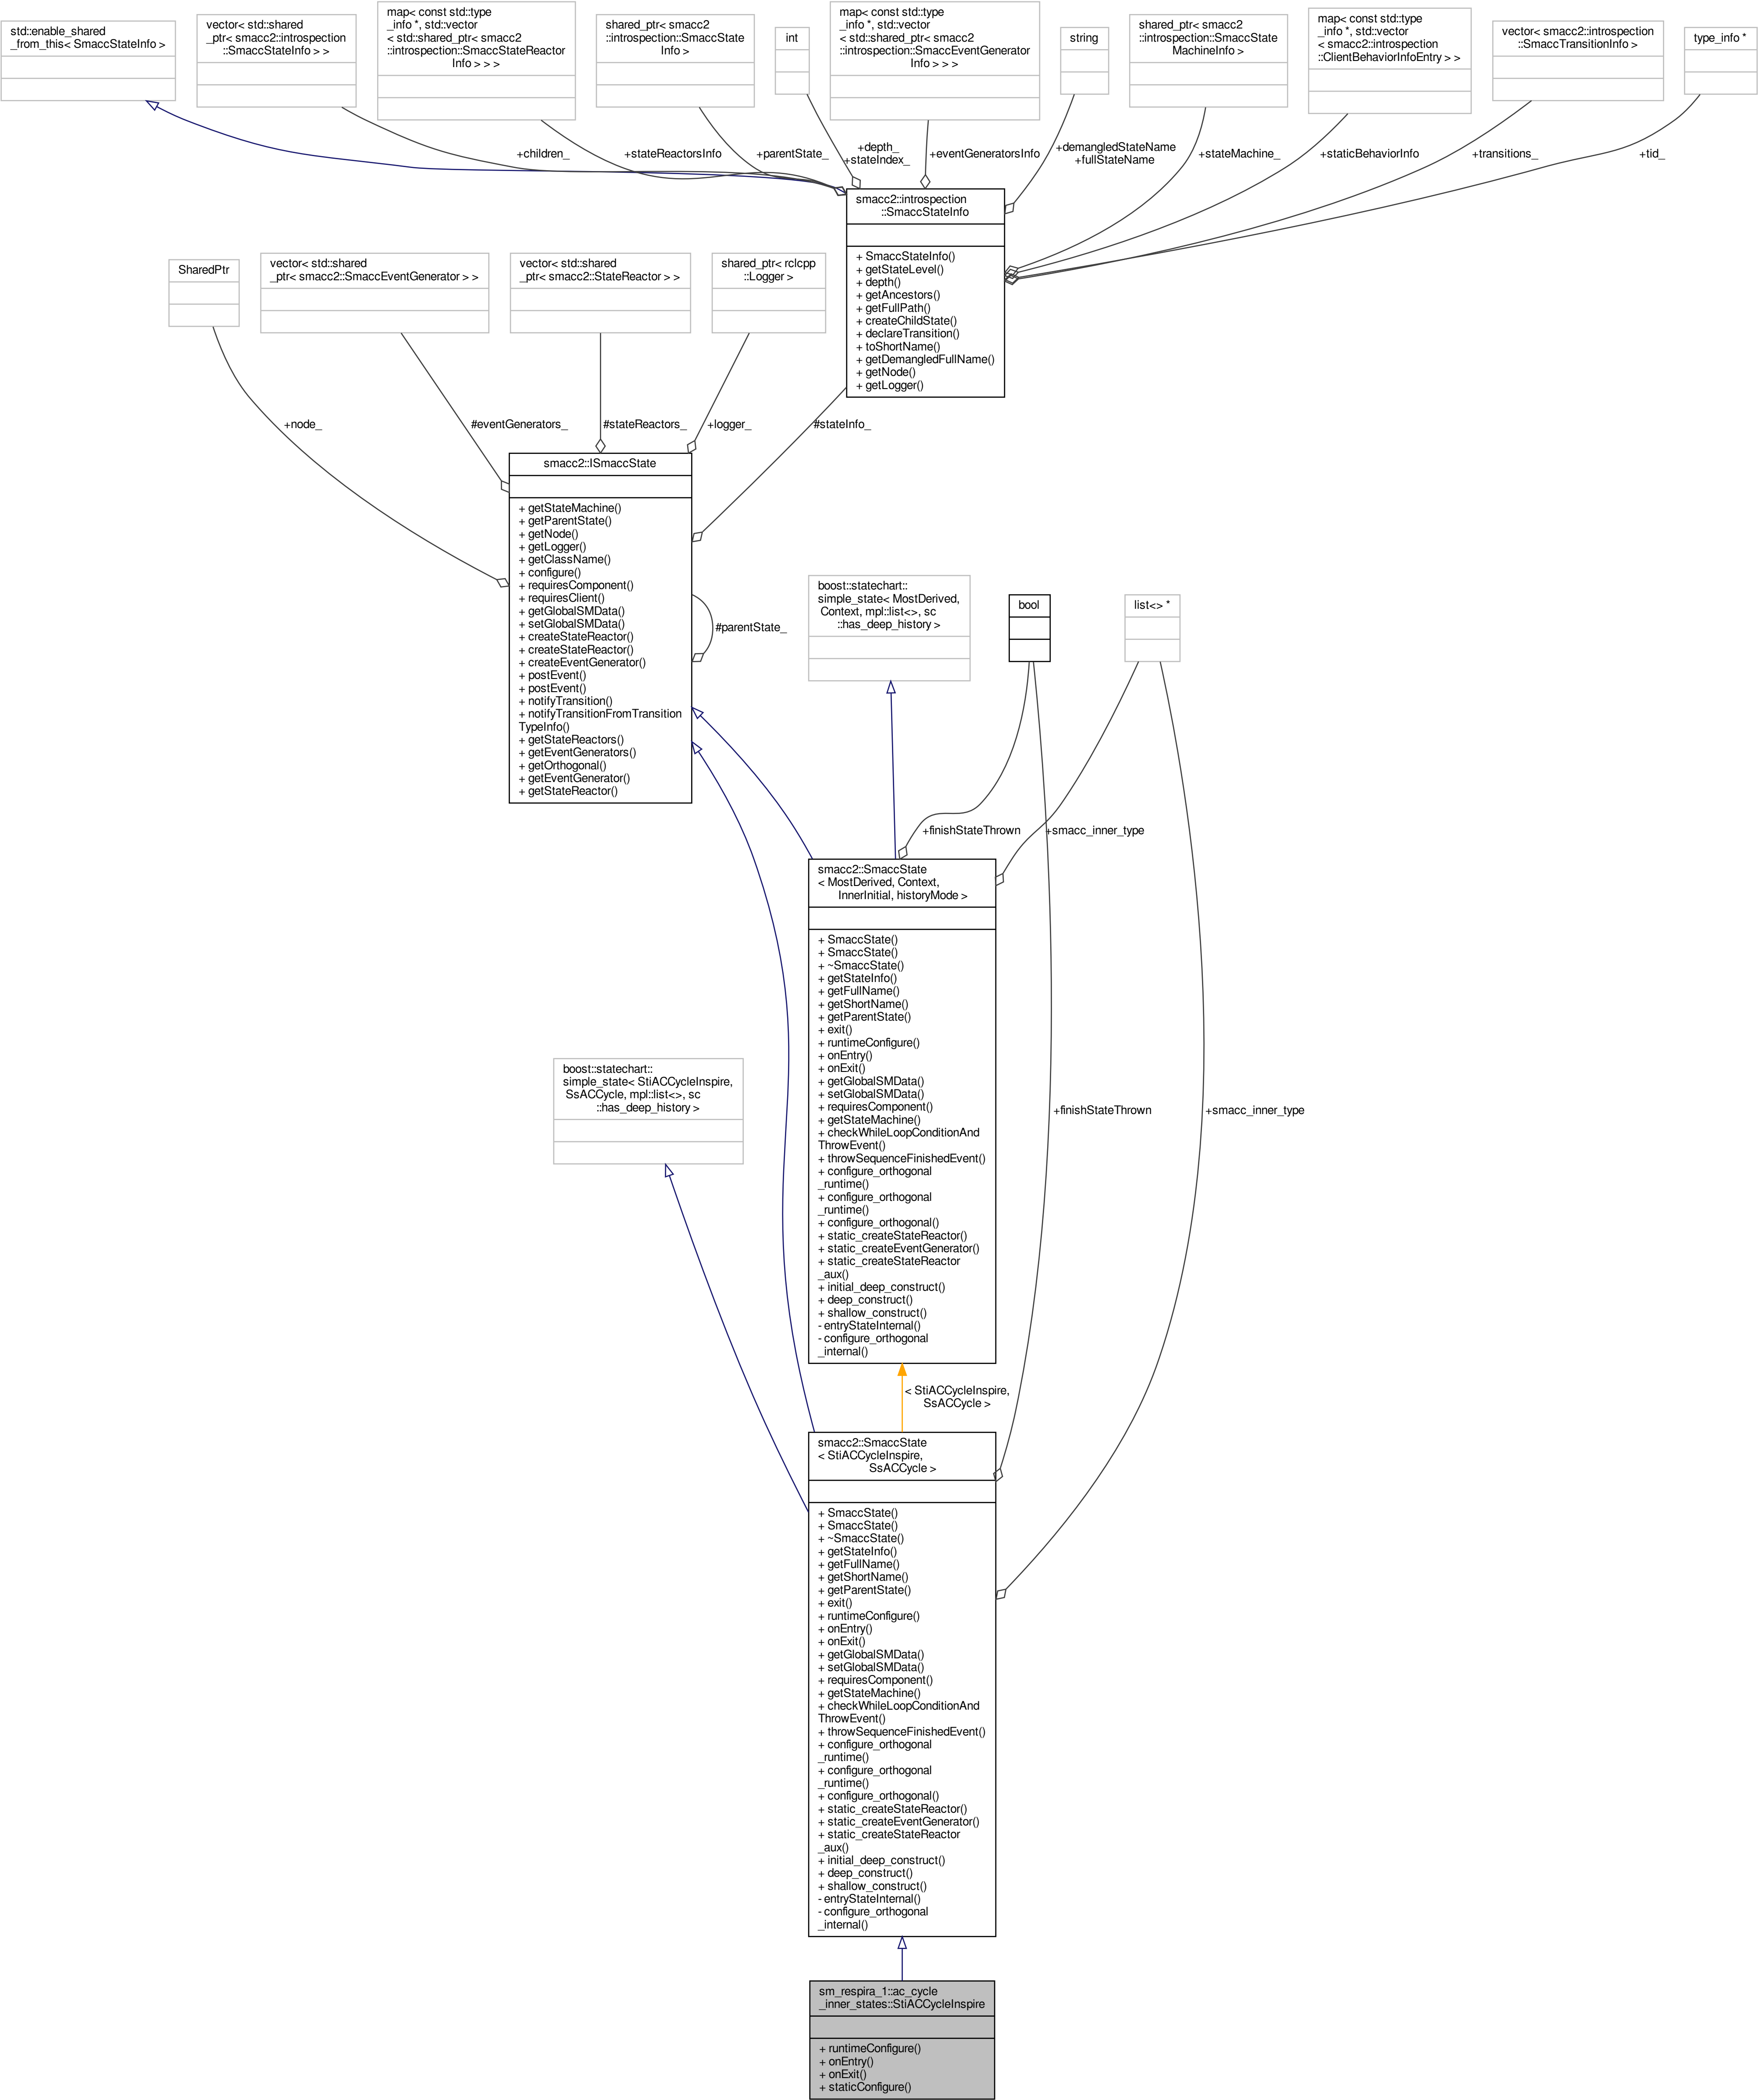 std::enable_shared
_from_this< SmaccStateInfo >
vector< std::shared
_ptr< smacc2::introspection
::SmaccStateInfo > >
map< const std::type
_info *, std::vector
< std::shared_ptr< smacc2
::introspection::SmaccStateReactor
Info > > >
shared_ptr< smacc2
::introspection::SmaccState
Info >
int
map< const std::type
_info *, std::vector
< std::shared_ptr< smacc2
::introspection::SmaccEventGenerator
Info > > >
string
shared_ptr< smacc2
::introspection::SmaccState
MachineInfo >
map< const std::type
_info *, std::vector
< smacc2::introspection
::ClientBehaviorInfoEntry > >
vector< smacc2::introspection
::SmaccTransitionInfo >
type_info *
+children_
+stateReactorsInfo
+parentState_
+depth_
+stateIndex_
+eventGeneratorsInfo
+demangledStateName
+fullStateName
+stateMachine_
+staticBehaviorInfo
+transitions_
+tid_
smacc2::introspection
::SmaccStateInfo
+ SmaccStateInfo()
+ getStateLevel()
+ depth()
+ getAncestors()
+ getFullPath()
+ createChildState()
+ declareTransition()
+ toShortName()
+ getDemangledFullName()
+ getNode()
+ getLogger()
SharedPtr
vector< std::shared
_ptr< smacc2::SmaccEventGenerator > >
vector< std::shared
_ptr< smacc2::StateReactor > >
shared_ptr< rclcpp
::Logger >
+node_
#eventGenerators_
#stateReactors_
+logger_
#stateInfo_
smacc2::ISmaccState
+ getStateMachine()
+ getParentState()
+ getNode()
+ getLogger()
+ getClassName()
+ configure()
+ requiresComponent()
+ requiresClient()
+ getGlobalSMData()
+ setGlobalSMData()
+ createStateReactor()
+ createStateReactor()
+ createEventGenerator()
+ postEvent()
+ postEvent()
+ notifyTransition()
+ notifyTransitionFromTransition
TypeInfo()
+ getStateReactors()
+ getEventGenerators()
+ getOrthogonal()
+ getEventGenerator()
+ getStateReactor()
#parentState_
boost::statechart::
simple_state< MostDerived,
Context, mpl::list<>, sc
::has_deep_history >
bool
list<> *
+finishStateThrown
+smacc_inner_type
smacc2::SmaccState
< MostDerived, Context,
InnerInitial, historyMode >
+ SmaccState()
+ SmaccState()
+ ~SmaccState()
+ getStateInfo()
+ getFullName()
+ getShortName()
+ getParentState()
+ exit()
+ runtimeConfigure()
+ onEntry()
+ onExit()
+ getGlobalSMData()
+ setGlobalSMData()
+ requiresComponent()
+ getStateMachine()
+ checkWhileLoopConditionAnd
ThrowEvent()
+ throwSequenceFinishedEvent()
+ configure_orthogonal
_runtime()
+ configure_orthogonal
_runtime()
+ configure_orthogonal()
+ static_createStateReactor()
+ static_createEventGenerator()
+ static_createStateReactor
_aux()
+ initial_deep_construct()
+ deep_construct()
+ shallow_construct()
- entryStateInternal()
- configure_orthogonal
_internal()
boost::statechart::
simple_state< StiACCycleInspire,
SsACCycle, mpl::list<>, sc
::has_deep_history >
+finishStateThrown
+smacc_inner_type
< StiACCycleInspire,
SsACCycle >
smacc2::SmaccState
< StiACCycleInspire,
SsACCycle >
+ SmaccState()
+ SmaccState()
+ ~SmaccState()
+ getStateInfo()
+ getFullName()
+ getShortName()
+ getParentState()
+ exit()
+ runtimeConfigure()
+ onEntry()
+ onExit()
+ getGlobalSMData()
+ setGlobalSMData()
+ requiresComponent()
+ getStateMachine()
+ checkWhileLoopConditionAnd
ThrowEvent()
+ throwSequenceFinishedEvent()
+ configure_orthogonal
_runtime()
+ configure_orthogonal
_runtime()
+ configure_orthogonal()
+ static_createStateReactor()
+ static_createEventGenerator()
+ static_createStateReactor
_aux()
+ initial_deep_construct()
+ deep_construct()
+ shallow_construct()
- entryStateInternal()
- configure_orthogonal
_internal()
sm_respira_1::ac_cycle
_inner_states::StiACCycleInspire
+ runtimeConfigure()
+ onEntry()
+ onExit()
+ staticConfigure()